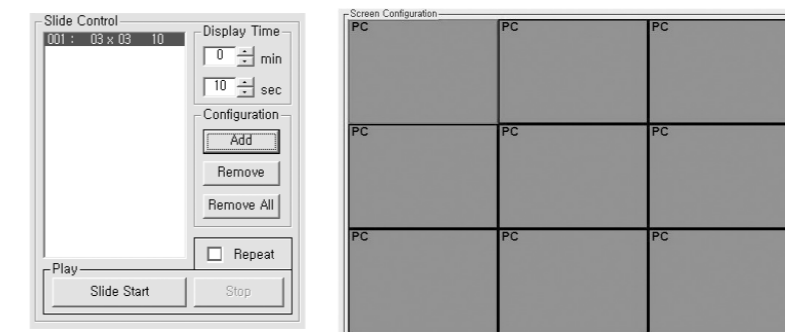 Slide Control
001 : 03 x 03 10
Display Time
0 min
10 sec
Configuration
Add
Remove
Remove All
Repeat
Play
Slide Start Stop
Screen Configuration
PC PC PC
PC PC PC
PC PC PC